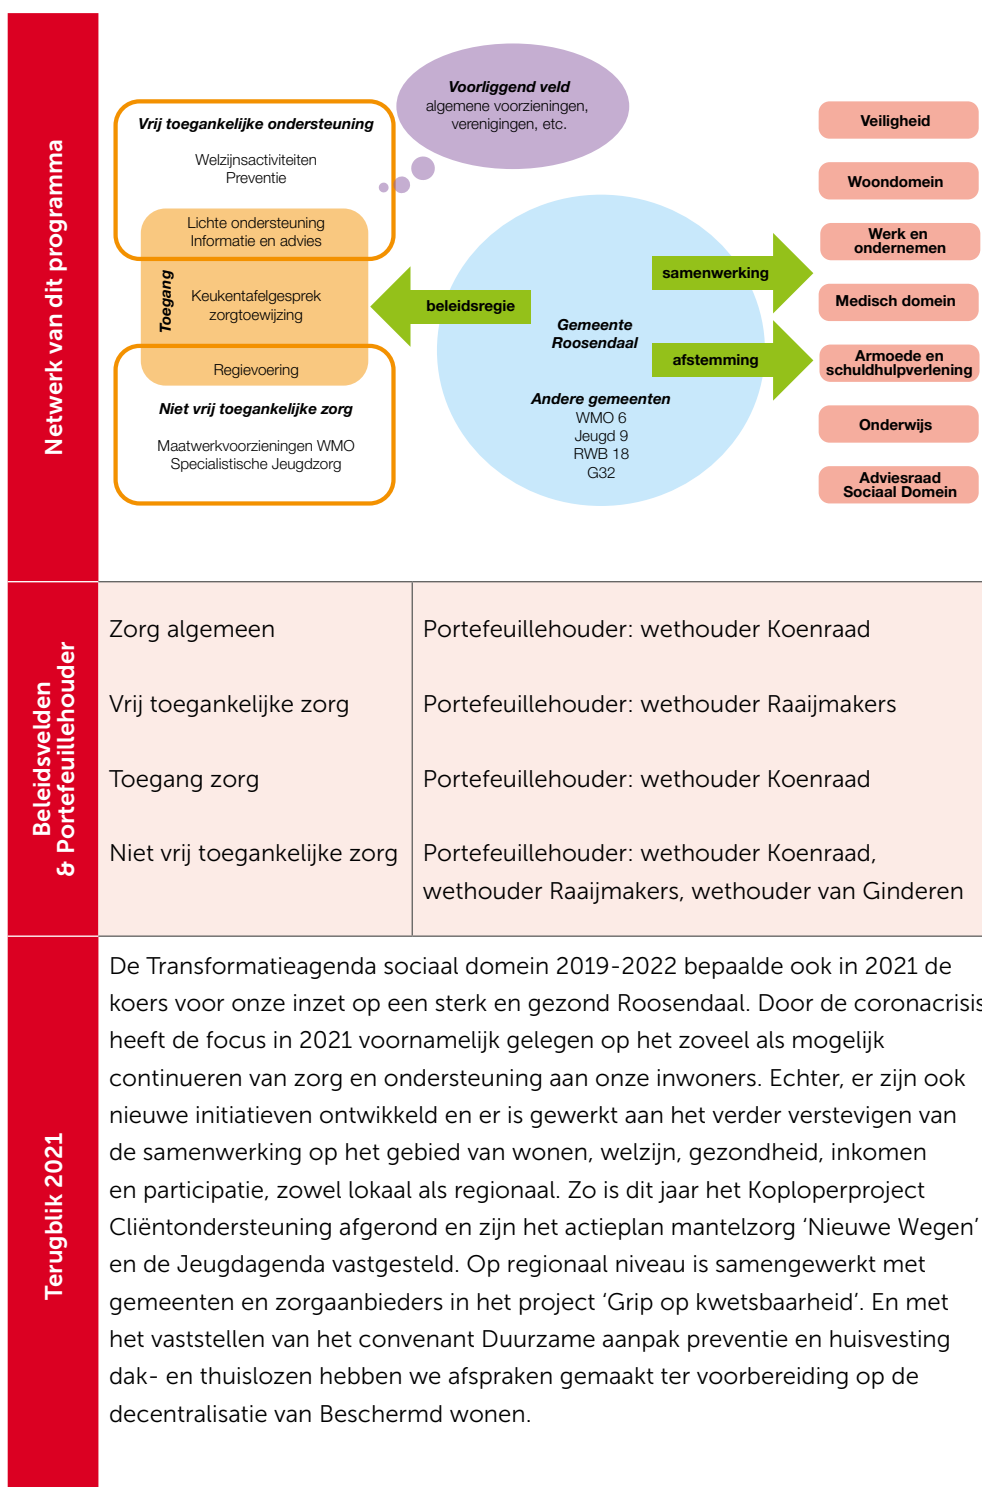 Netwerk van dit programma
Voorliggend veld
algemene voorzieningen,
verenigingen, etc.
Vrij toegankelijke ondersteuning
Welzijnsactiviteiten
Preventie
Lichte ondersteuning
Informatie en advies
Toegang
Keukentafelgesprek
zorgtoewijzing
Regievoering
Niet vrij toegankelijke zorg
Maatwerkvoorzieningen WMO
Specialistische Jeugdzorg
beleidsregie
Gemeente
Roosendaal
Andere gemeenten
WMO 6
Jeugd 9
RWB 18
G32
samenwerking
afstemming
Veiligheid
Woondomein
Werk en
ondernemen
Medisch domein
Armoede en
schuldhulpverlening
Onderwijs
Adviesraad
Sociaal Domein
Beleidsvelden
& Portefeuillehouder
Zorg algemeen
Portefeuillehouder: wethouder Koenraad
Vrij toegankelijke zorg
Portefeuillehouder: wethouder Raaijmakers
Toegang zorg
Portefeuillehouder: wethouder Koenraad
Niet vrij toegankelijke zorg
Portefeuillehouder: wethouder Koenraad,
wethouder Raaijmakers, wethouder van Ginderen
Terugblik 2021
De Transformatieagenda sociaal domein 2019-2022 bepaalde ook in 2021 de
koers voor onze inzet op een sterk en gezond Roosendaal. Door de coronacrisis
heeft de focus in 2021 voornamelijk gelegen op het zoveel als mogelijk
continueren van zorg en ondersteuning aan onze inwoners. Echter, er zijn ook
nieuwe initiatieven ontwikkeld en er is gewerkt aan het verder verstevigen van
de samenwerking op het gebied van wonen, welzijn, gezondheid, inkomen
en participatie, zowel lokaal als regionaal. Zo is dit jaar het Koploperproject
Cliëntondersteuning afgerond en zijn het actieplan mantelzorg ‘Nieuwe Wegen’
en de Jeugdagenda vastgesteld. Op regionaal niveau is samengewerkt met
gemeenten en zorgaanbieders in het project ‘Grip op kwetsbaarheid’. En met
het vaststellen van het convenant Duurzame aanpak preventie en huisvesting
dak- en thuislozen hebben we afspraken gemaakt ter voorbereiding op de
decentralisatie van Beschermd wonen.